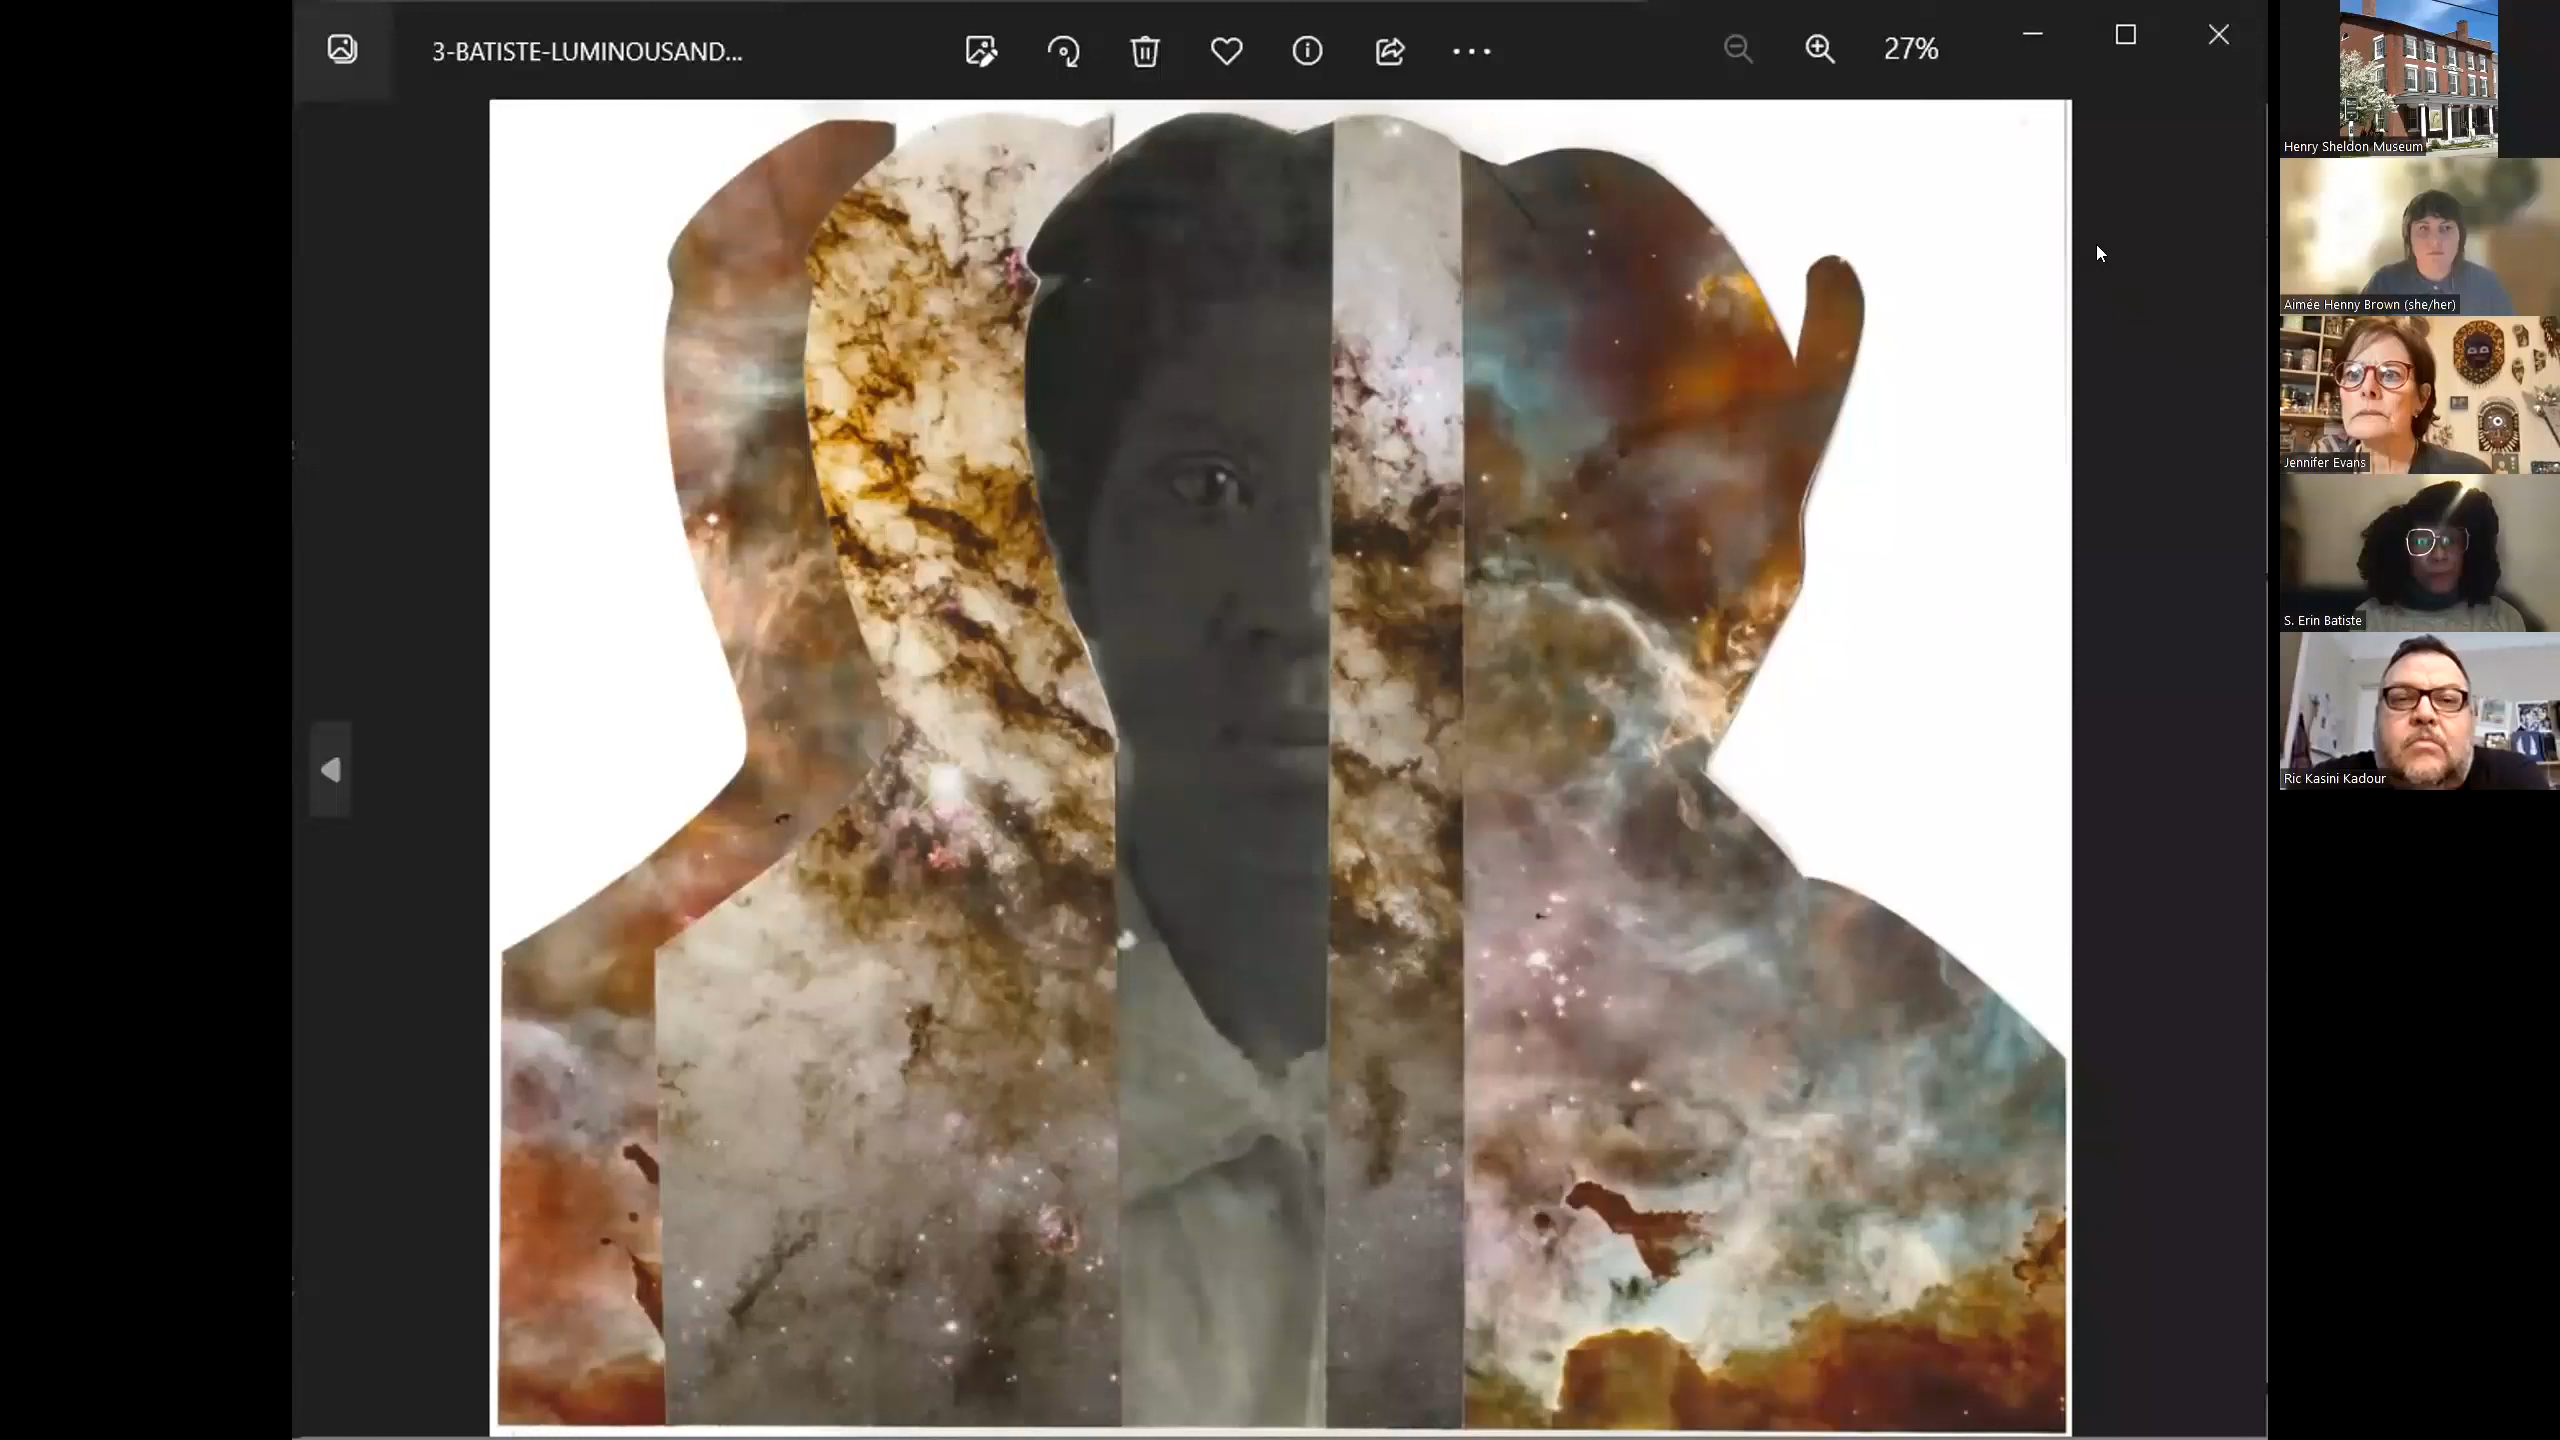 3-BATISTE-LUMINOUSAND...
27%
Henry Sheldon Museum
Aimée Henny Brown (she/her)
Jennifer Evans
S. Erin Batiste
Ric Kasini Kadour